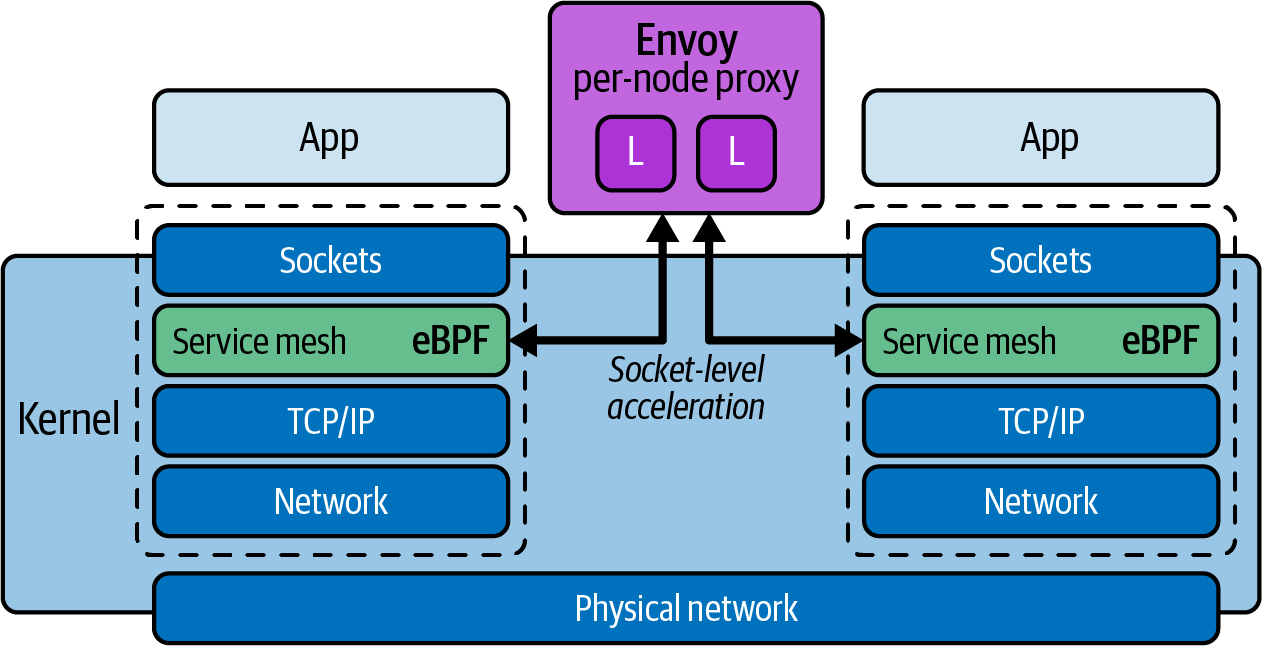 Envoy
per-node proxy
L L
App
App
Sockets
Sockets
Service mesh eBPF
Service mesh eBPF
Socket-level
acceleration
Kernel
TCP/IP
TCP/IP
Network
Network
Physical network